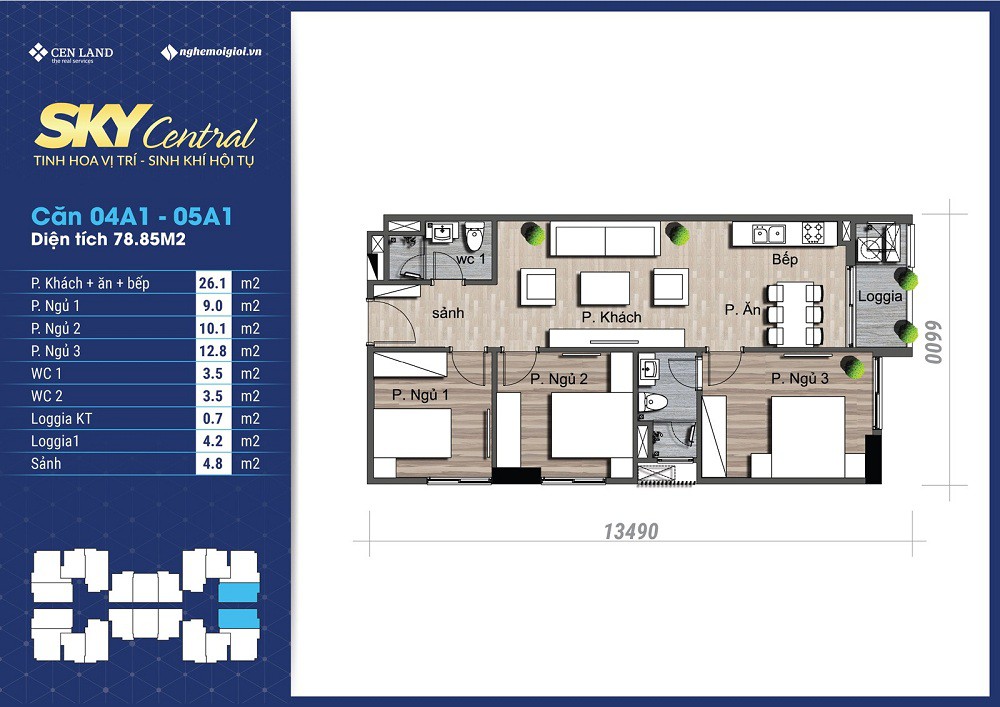 CEN LAND
the real services
nghemoigioi.vn
SKY Central
TINH HOA VỊ TRÍ - SINH KHÍ HỘI TỤ
Căn 04A1 - 05A1
Diện tích 78.85M2
P. Khách + ăn + bếp 26.1 m2
P. Ngủ 1 9.0 m2
P. Ngủ 2 10.1 m2
P. Ngủ 3 12.8 m2
WC 1 3.5 m2
WC 2 3.5 m2
Loggia KT 0.7 m2
Loggia1 4.2 m2
Sảnh 4.8 m2
wc 1
Bếp
Loggia
sảnh
P. Khách
P. Ăn
P. Ngủ 1
P. Ngủ 2
P. Ngủ 3
6600
13490